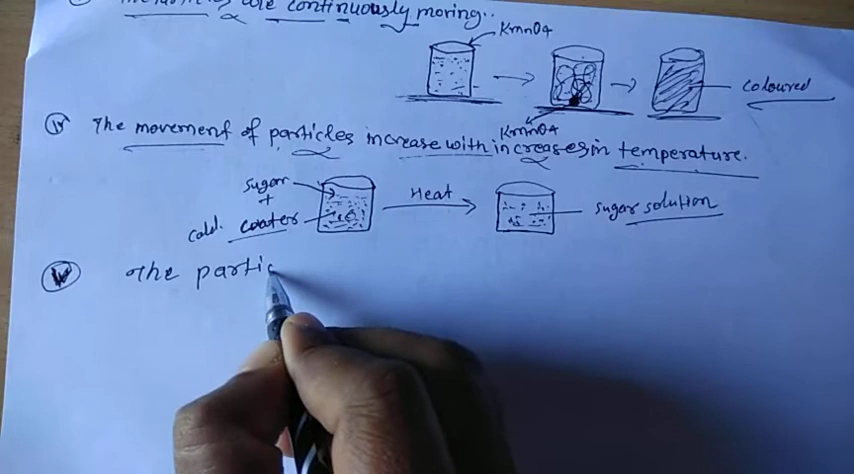 are continuously moving..
KMnO4
coloured
KMnO4
(iv) The movement of particles increase with increases in temperature.
sugar
+
cold. water
Heat
sugar solution
(v) The partic